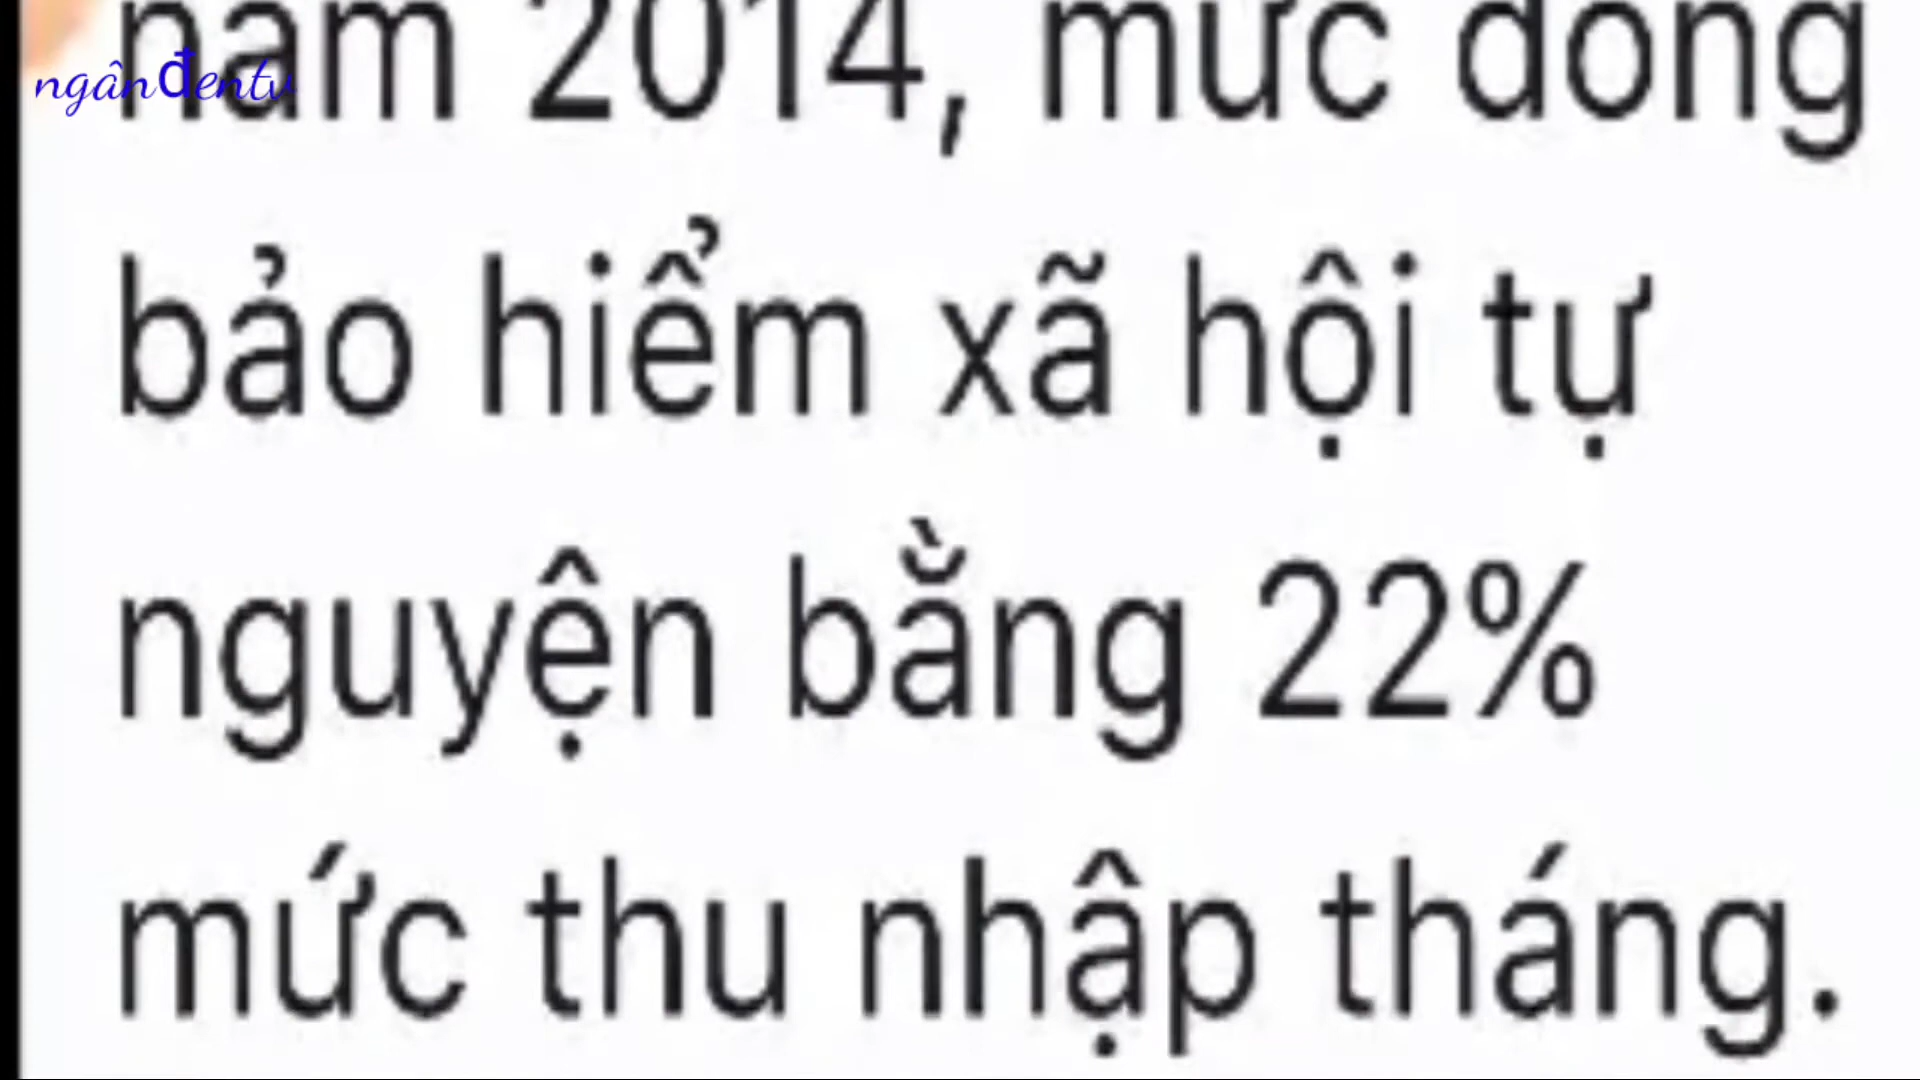 ngânđentv
năm 2014, mức đóng
bảo hiểm xã hội tự
nguyện bằng 22%
mức thu nhập tháng.